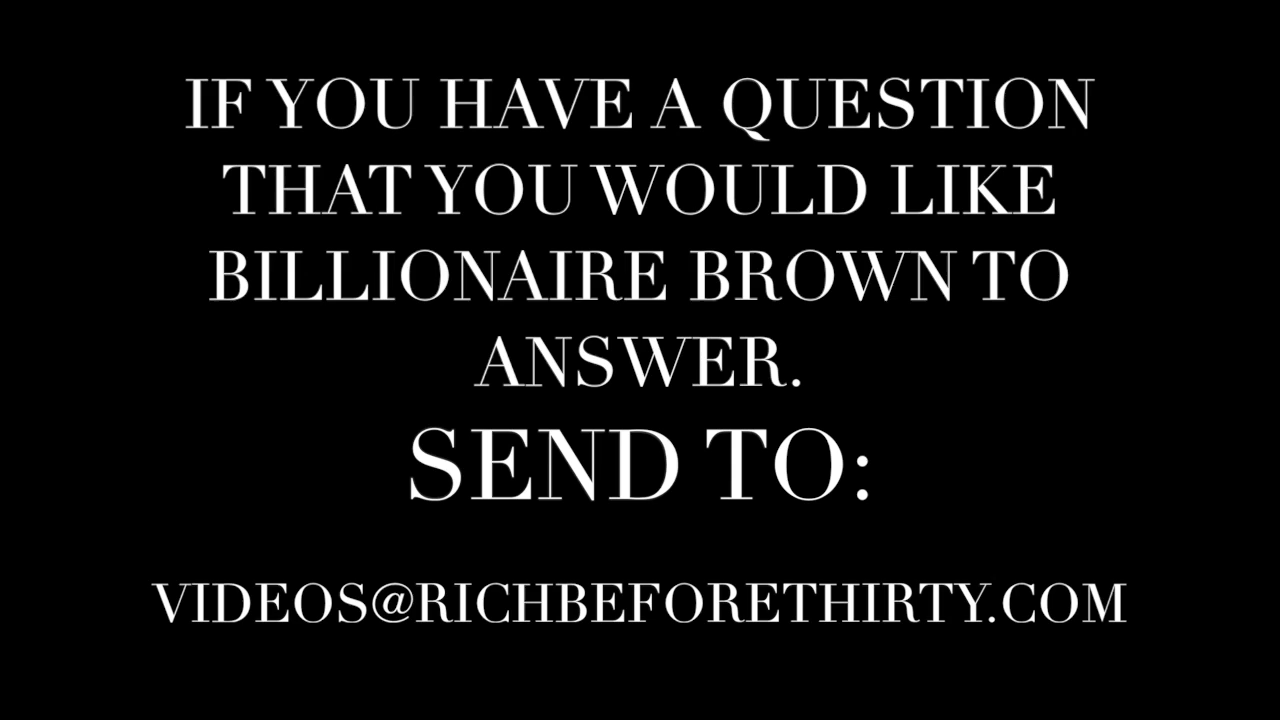 IF YOU HAVE A QUESTION
THAT YOU WOULD LIKE
BILLIONAIRE BROWN TO
ANSWER.
SEND TO:
VIDEOS@RICHBEFORETHIRTY.COM